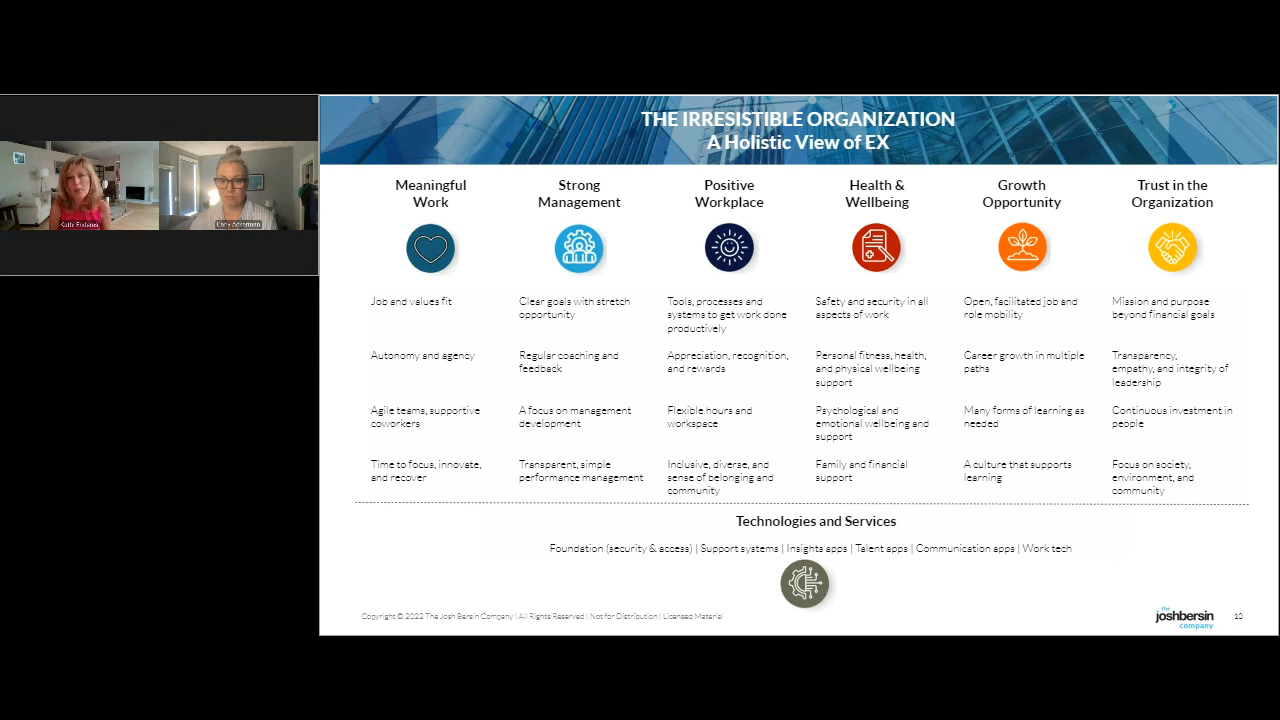 Kathi Enderes
Carly Ackerman
THE IRRESISTIBLE ORGANIZATION
A Holistic View of EX
Meaningful
Work
Strong
Management
Positive
Workplace
Health &
Wellbeing
Growth
Opportunity
Trust in the
Organization
Job and values fit
Clear goals with stretch
opportunity
Tools, processes and
systems to get work done
productively
Safety and security in all
aspects of work
Open, facilitated job and
role mobility
Mission and purpose
beyond financial goals
Autonomy and agency
Regular coaching and
feedback
Appreciation, recognition,
and rewards
Personal fitness, health,
and physical wellbeing
support
Career growth in multiple
paths
Transparency,
empathy, and integrity of
leadership
Agile teams, supportive
coworkers
A focus on management
development
Flexible hours and
workspace
Psychological and
emotional wellbeing and
support
Many forms of learning as
needed
Continuous investment in
people
Time to focus, innovate,
and recover
Transparent, simple
performance management
Inclusive, diverse, and
sense of belonging and
community
Family and financial
support
A culture that supports
learning
Focus on society,
environment, and
community
Technologies and Services
Foundation (security & access) | Support systems | Insights apps | Talent apps | Communication apps | Work tech
Copyright © 2022 The Josh Bersin Company | All Rights Reserved | Not for Distribution | Licensed Material
the
joshbersin
company
10